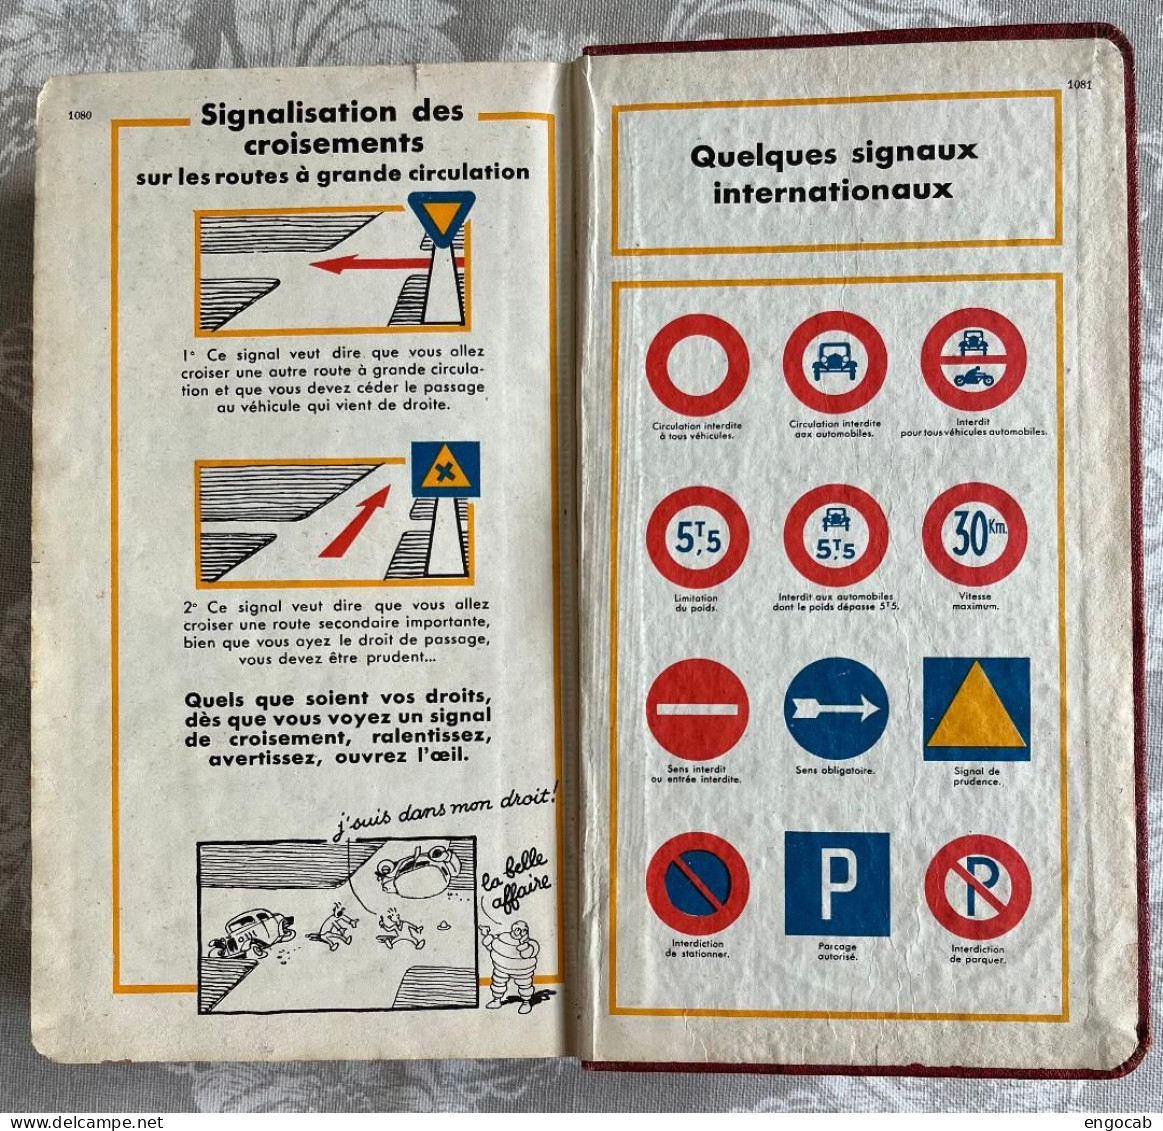 1080
Signalisation des
croisements
sur les routes à grande circulation
1° Ce signal veut dire que vous allez
croiser une autre route à grande circula-
tion et que vous devez céder le passage
au véhicule qui vient de droite.
2° Ce signal veut dire que vous allez
croiser une route secondaire importante,
bien que vous ayez le droit de passage,
vous devez être prudent...
Quels que soient vos droits,
dès que vous voyez un signal
de croisement, ralentissez,
avertissez, ouvrez l'œil.
j'suis dans mon droit!
la belle
affaire
1081
Quelques signaux
internationaux
Circulation interdite
à tous véhicules.
Circulation interdite
aux automobiles.
Interdit
pour tous véhicules automobiles.
5T,5
Limitation
du poids.
5T,5
Interdit aux automobiles
dont le poids dépasse 5T5.
30 Km.
Vitesse
maximum.
Sens interdit
ou entrée interdite.
Sens obligatoire.
Signal de
prudence.
Interdiction
de stationner.
P
Parcage
autorisé.
P
Interdiction
de parquer.
engocab